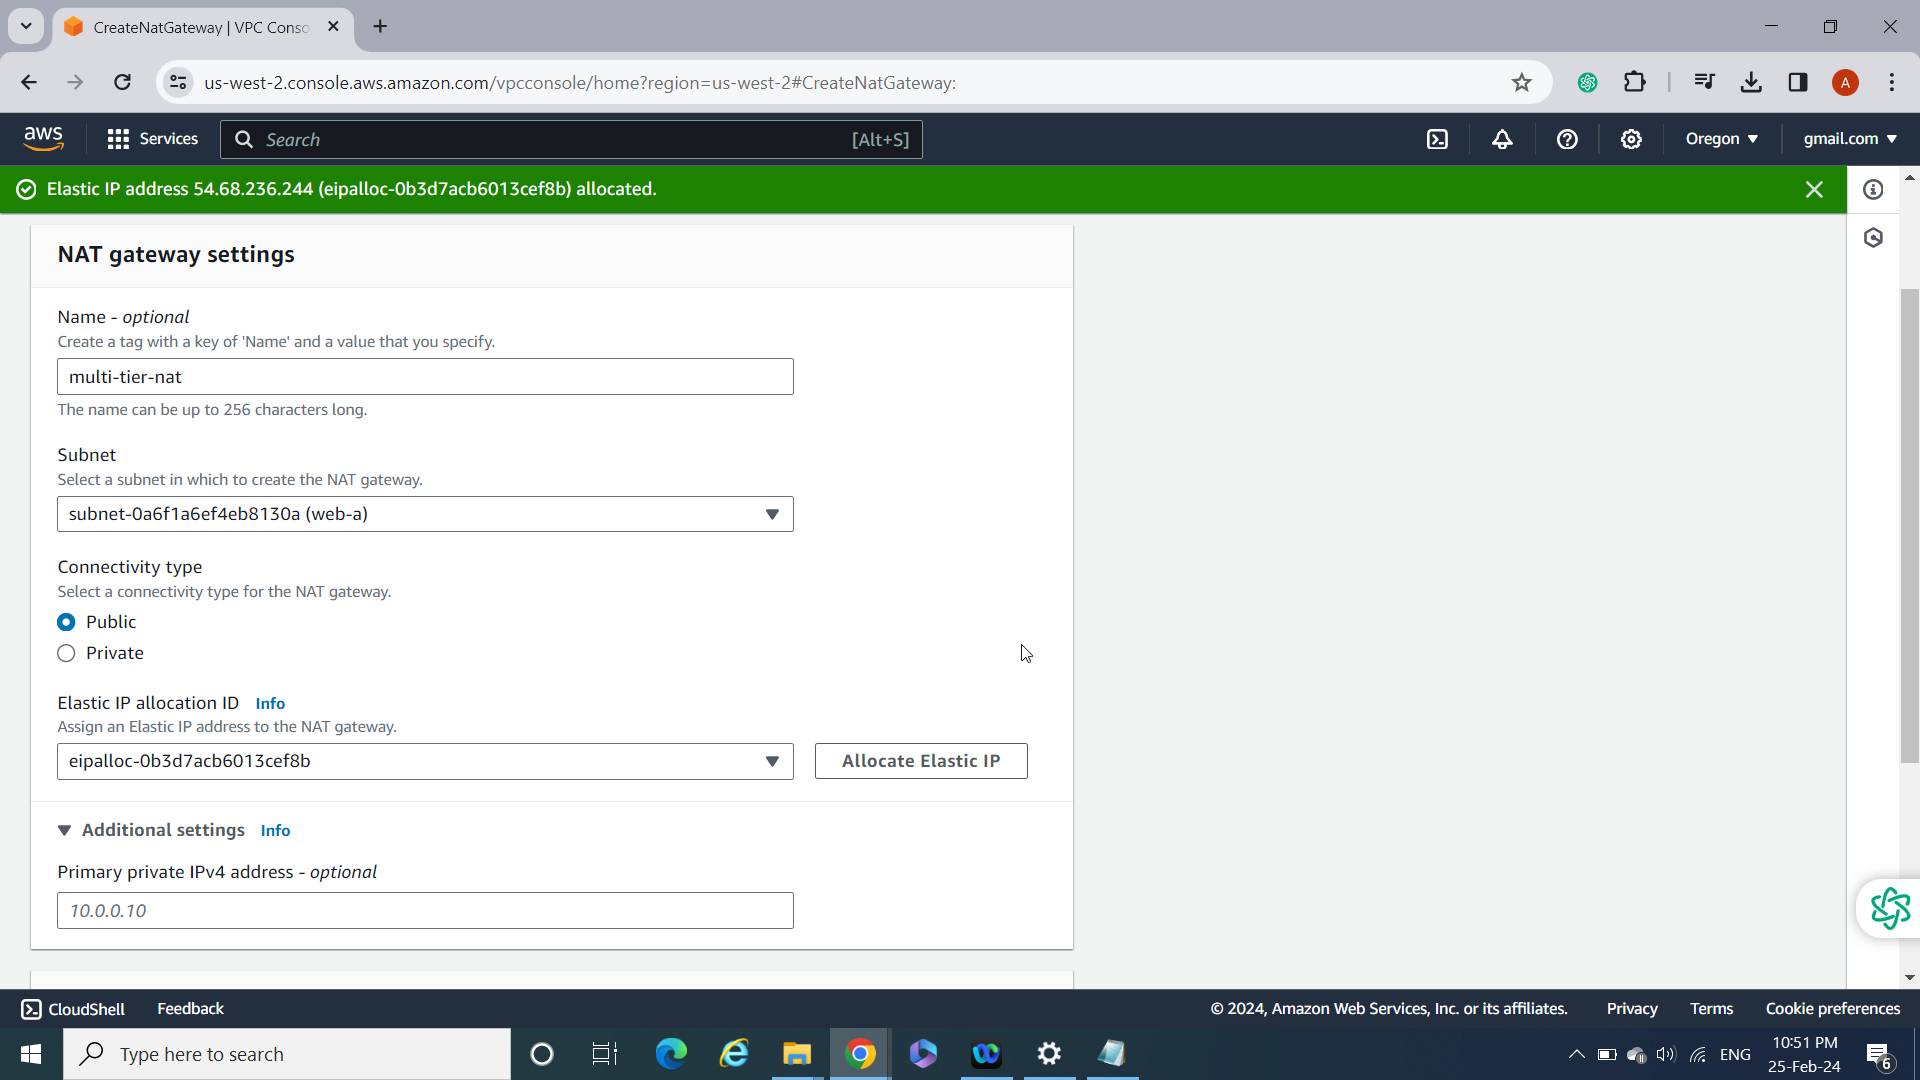 CreateNatGateway | VPC Conso
us-west-2.console.aws.amazon.com/vpcconsole/home?region=us-west-2#CreateNatGateway:
A
aws
Services
Search
[Alt+S]
Oregon
gmail.com
Elastic IP address 54.68.236.244 (eipalloc-0b3d7acb6013cef8b) allocated.
NAT gateway settings
Name - optional
Create a tag with a key of 'Name' and a value that you specify.
multi-tier-nat
The name can be up to 256 characters long.
Subnet
Select a subnet in which to create the NAT gateway.
subnet-0a6f1a6ef4eb8130a (web-a)
Connectivity type
Select a connectivity type for the NAT gateway.
Public
Private
Elastic IP allocation ID Info
Assign an Elastic IP address to the NAT gateway.
eipalloc-0b3d7acb6013cef8b
Allocate Elastic IP
Additional settings Info
Primary private IPv4 address - optional
10.0.0.10
CloudShell
Feedback
© 2024, Amazon Web Services, Inc. or its affiliates.
Privacy
Terms
Cookie preferences
Type here to search
ENG
10:51 PM
25-Feb-24
6